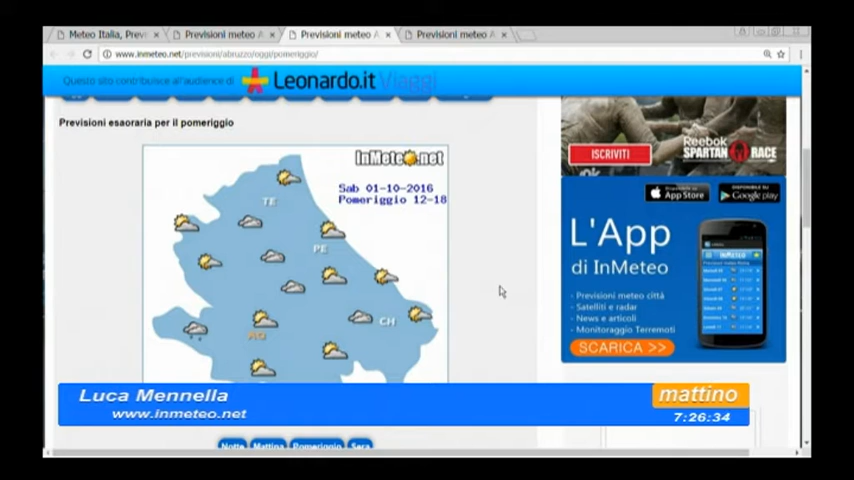 Meteo Italia, Prev
Previsioni meteo A
Previsioni meteo A
Previsioni meteo A
www.inmeteo.net/previsioni/abruzzo/oggi/pomeriggio/
Questo sito contribuisce all'audience di Leonardo.it Viaggi
Previsioni esaoraria per il pomeriggio
InMeteo.net
Sab 01-10-2016
Pomeriggio 12-18
TE
PE
CH
AQ
ISCRIVITI
Reebok
SPARTAN RACE
App Store
DISPONIBILE SU
Google play
L'App
di InMeteo
- Previsioni meteo città
- Satelliti e radar
- News e articoli
- Monitoraggio Terremoti
SCARICA >>
INMETEO
Luca Mennella
www.inmeteo.net
mattino
7:26:34
Notte Mattina Pomeriggio Sera